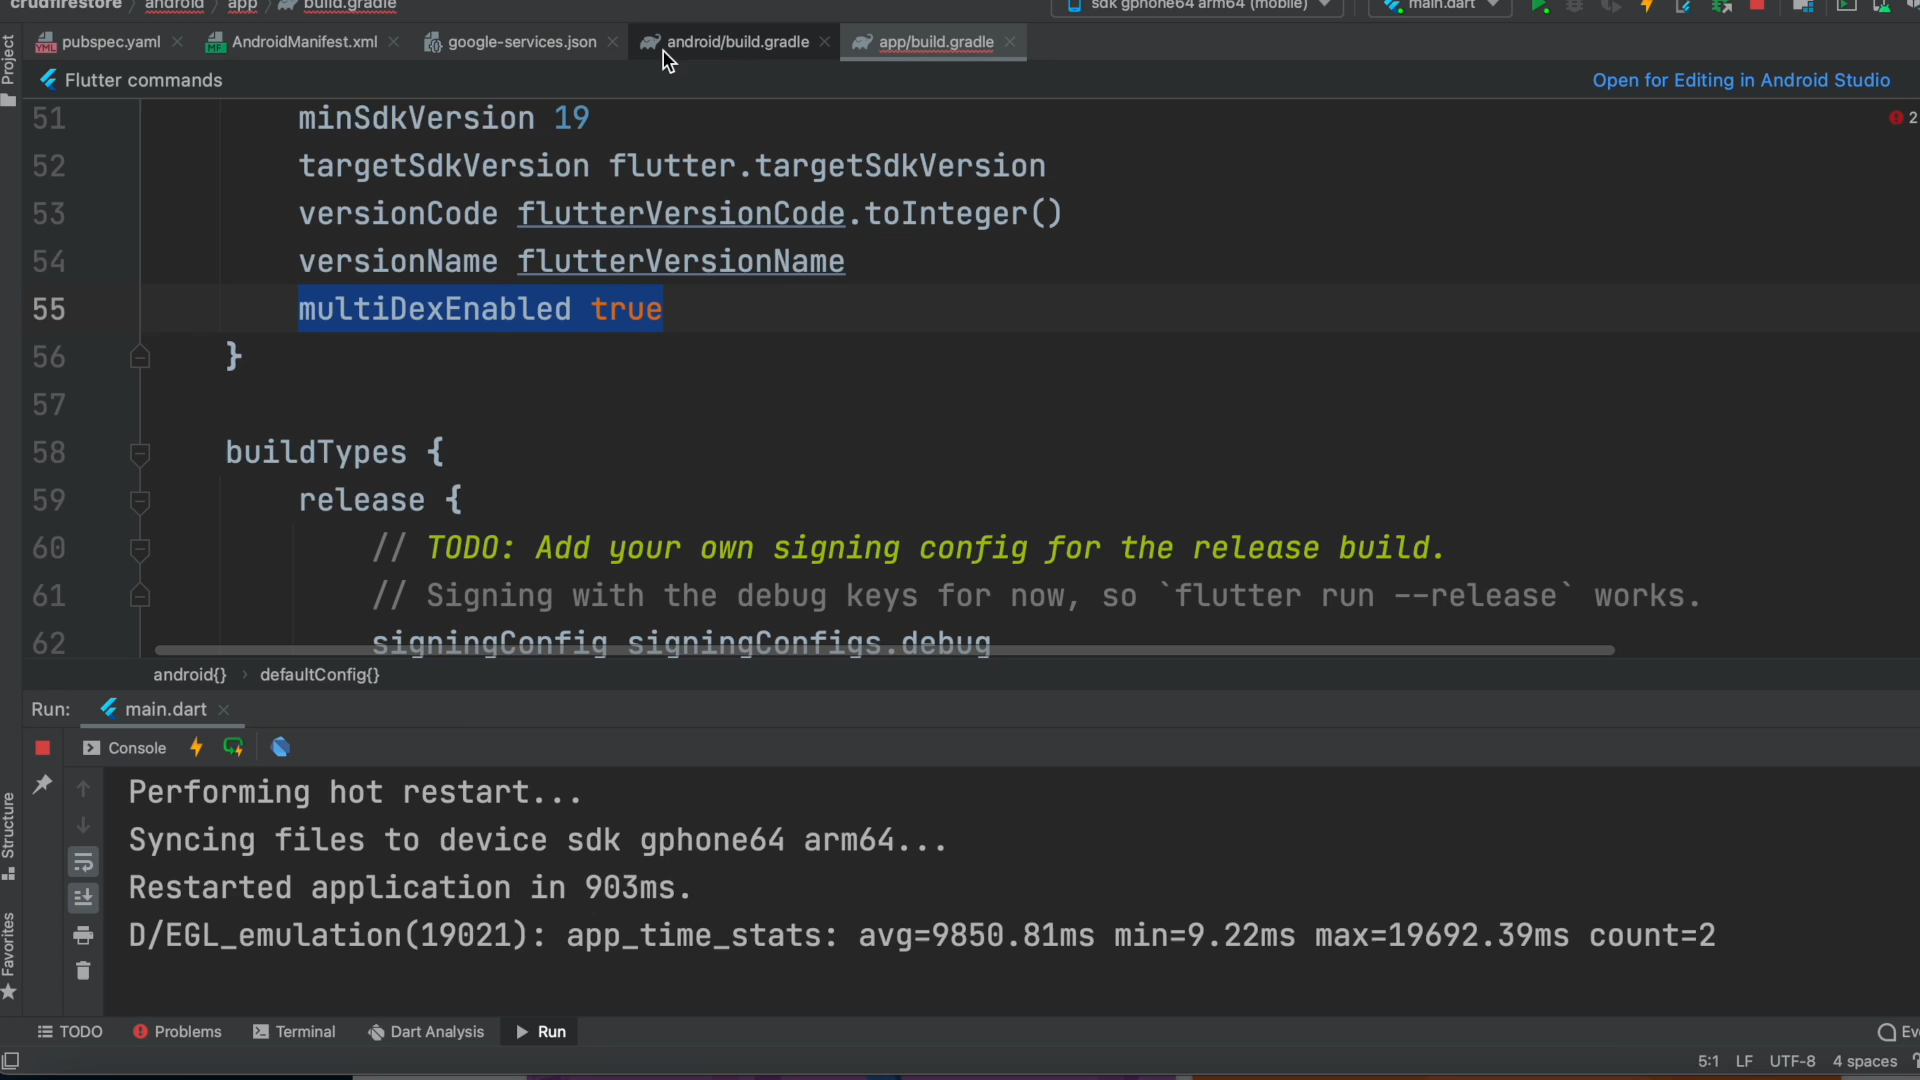 crudfirestore android app build.gradle sdk gphone64 arm64 (mobile) main.dart
pubspec.yaml AndroidManifest.xml google-services.json android/build.gradle app/build.gradle
Flutter commands Open for Editing in Android Studio
51 minSdkVersion 19
52 targetSdkVersion flutter.targetSdkVersion
53 versionCode flutterVersionCode.toInteger()
54 versionName flutterVersionName
55 multiDexEnabled true
56 }
57
58 buildTypes {
59 release {
60 // TODO: Add your own signing config for the release build.
61 // Signing with the debug keys for now, so `flutter run --release` works.
62 signingConfig signingConfigs.debug
2
android{} › defaultConfig{}
Run: main.dart
Console
Performing hot restart...
Syncing files to device sdk gphone64 arm64...
Restarted application in 903ms.
D/EGL_emulation(19021): app_time_stats: avg=9850.81ms min=9.22ms max=19692.39ms count=2
Project
Structure
Favorites
TODO Problems Terminal Dart Analysis Run
5:1 LF UTF-8 4 spaces